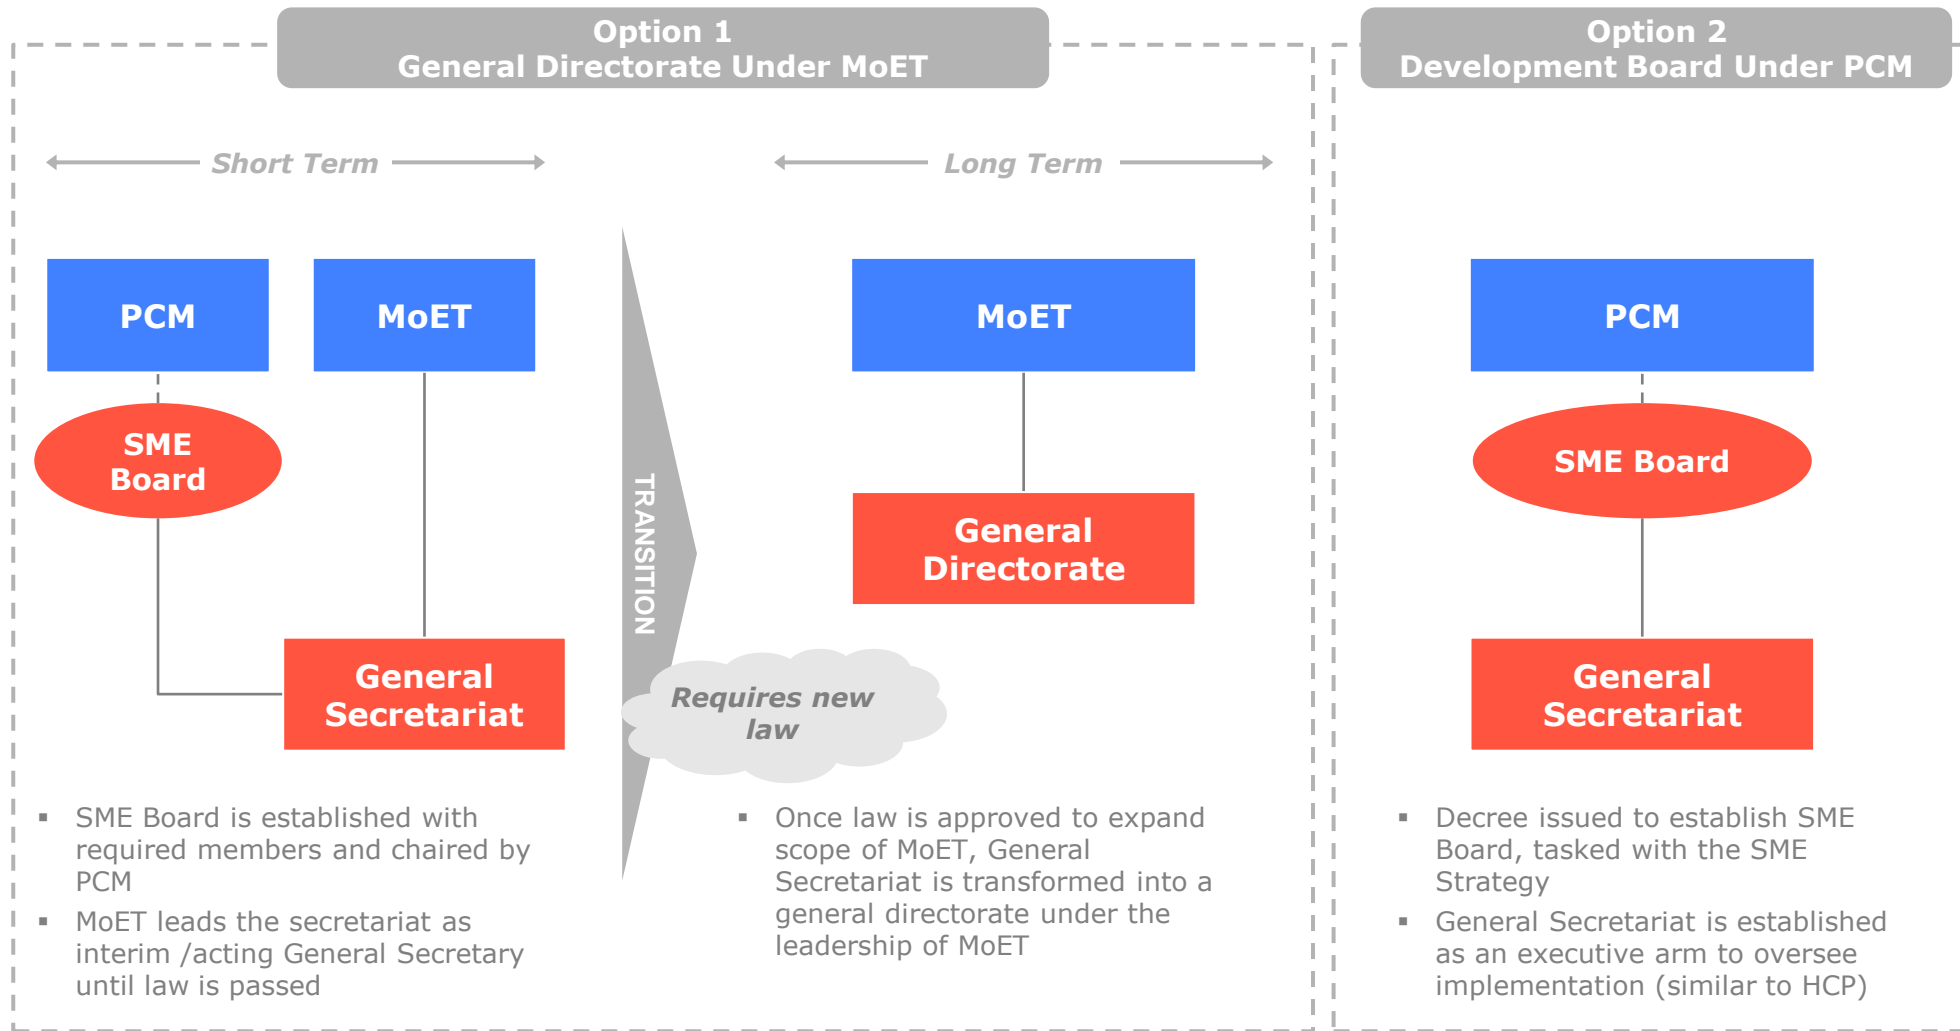 Option 1
General Directorate Under MoET
Option 2
Development Board Under PCM
Short Term
Long Term
PCM
MoET
SME
Board
General
Secretariat
TRANSITION
Requires new
law
MoET
General
Directorate
PCM
SME Board
General
Secretariat
▪ SME Board is established with
required members and chaired by
PCM
▪ MoET leads the secretariat as
interim /acting General Secretary
until law is passed
▪ Once law is approved to expand
scope of MoET, General
Secretariat is transformed into a
general directorate under the
leadership of MoET
▪ Decree issued to establish SME
Board, tasked with the SME
Strategy
▪ General Secretariat is established
as an executive arm to oversee
implementation (similar to HCP)